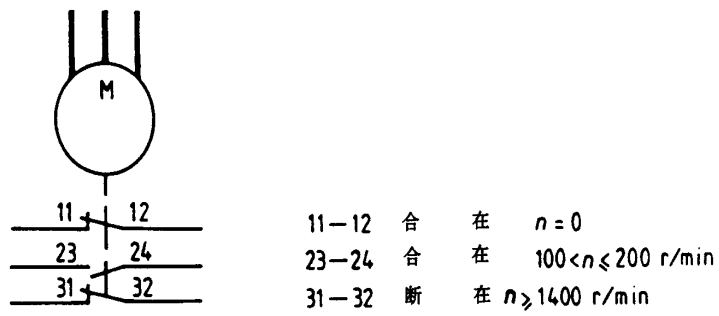 M
11 12 11—12 合 在 n=0
23 24 23—24 合 在 100<n≤200 r/min
31 32 31—32 断 在 n≥1400 r/min